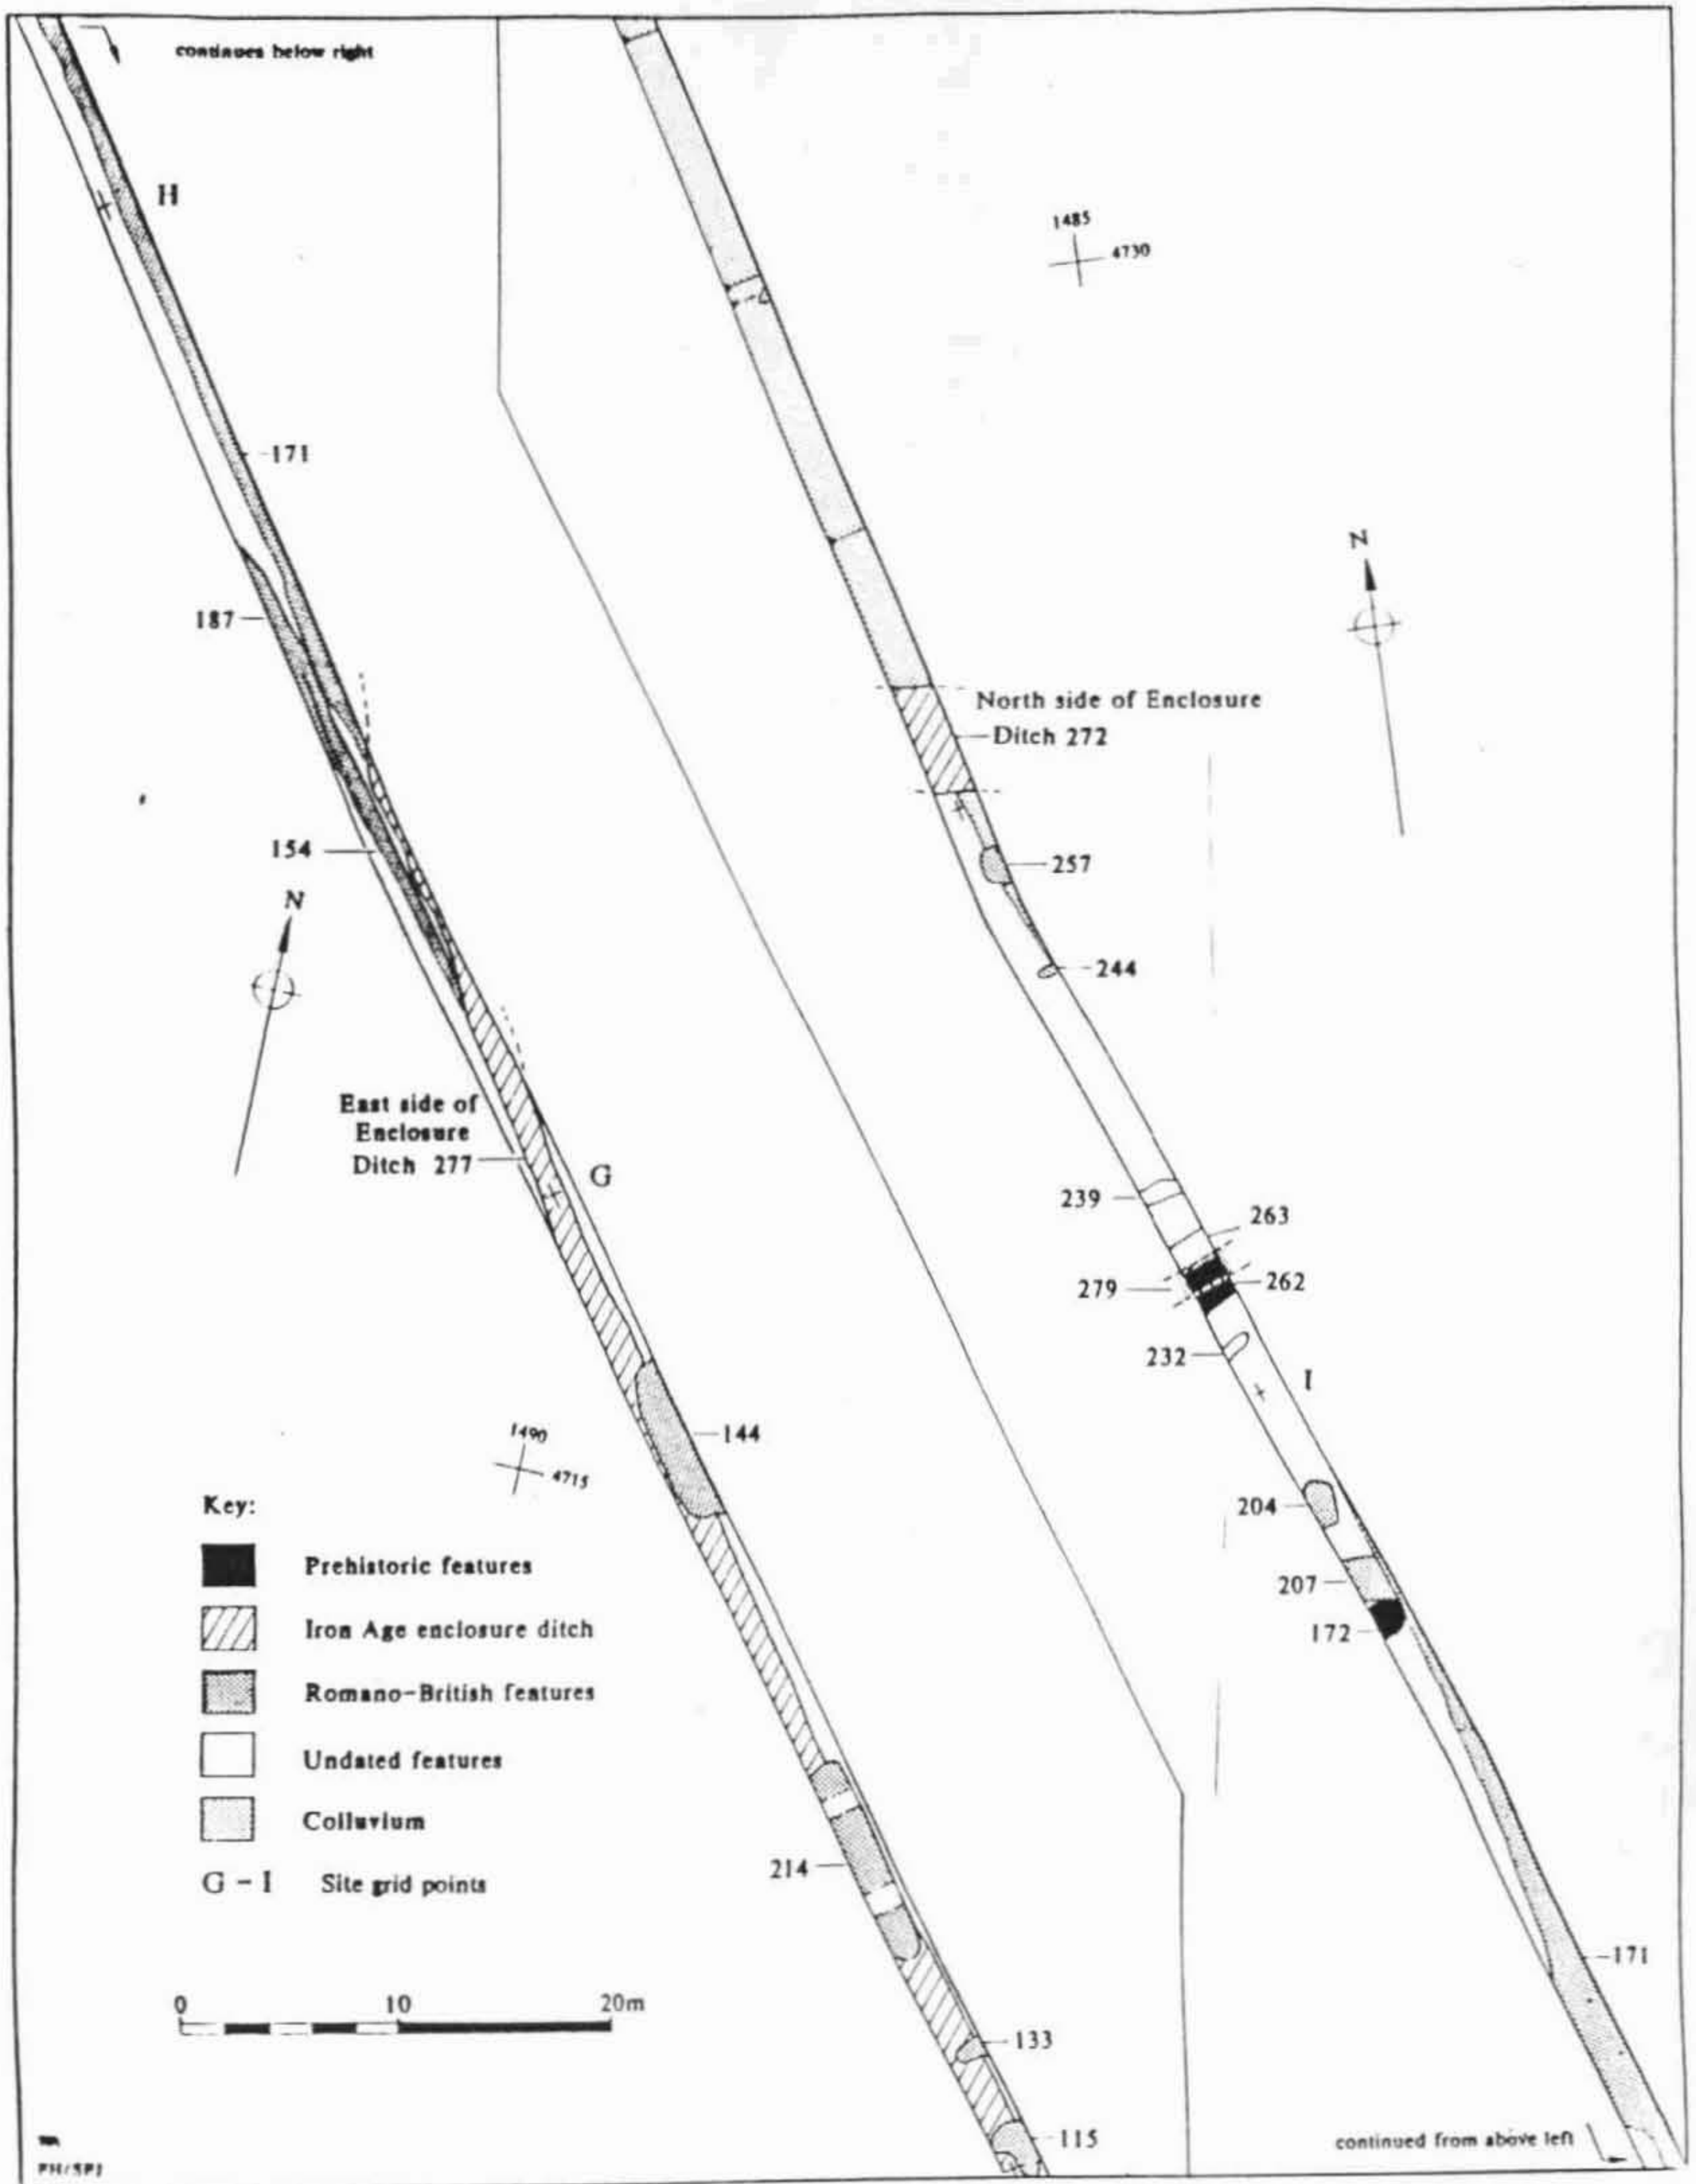 continues below right
H
171
187
154
N
East side of
Enclosure
Ditch 277
G
144
1490
4715
Key:
Prehistoric features
Iron Age enclosure ditch
Romano-British features
Undated features
Colluvium
G - I Site grid points
214
0 10 20m
133
115
1485
4730
N
North side of Enclosure
Ditch 272
257
244
239
263
279
262
232
I
204
207
172
171
continued from above left